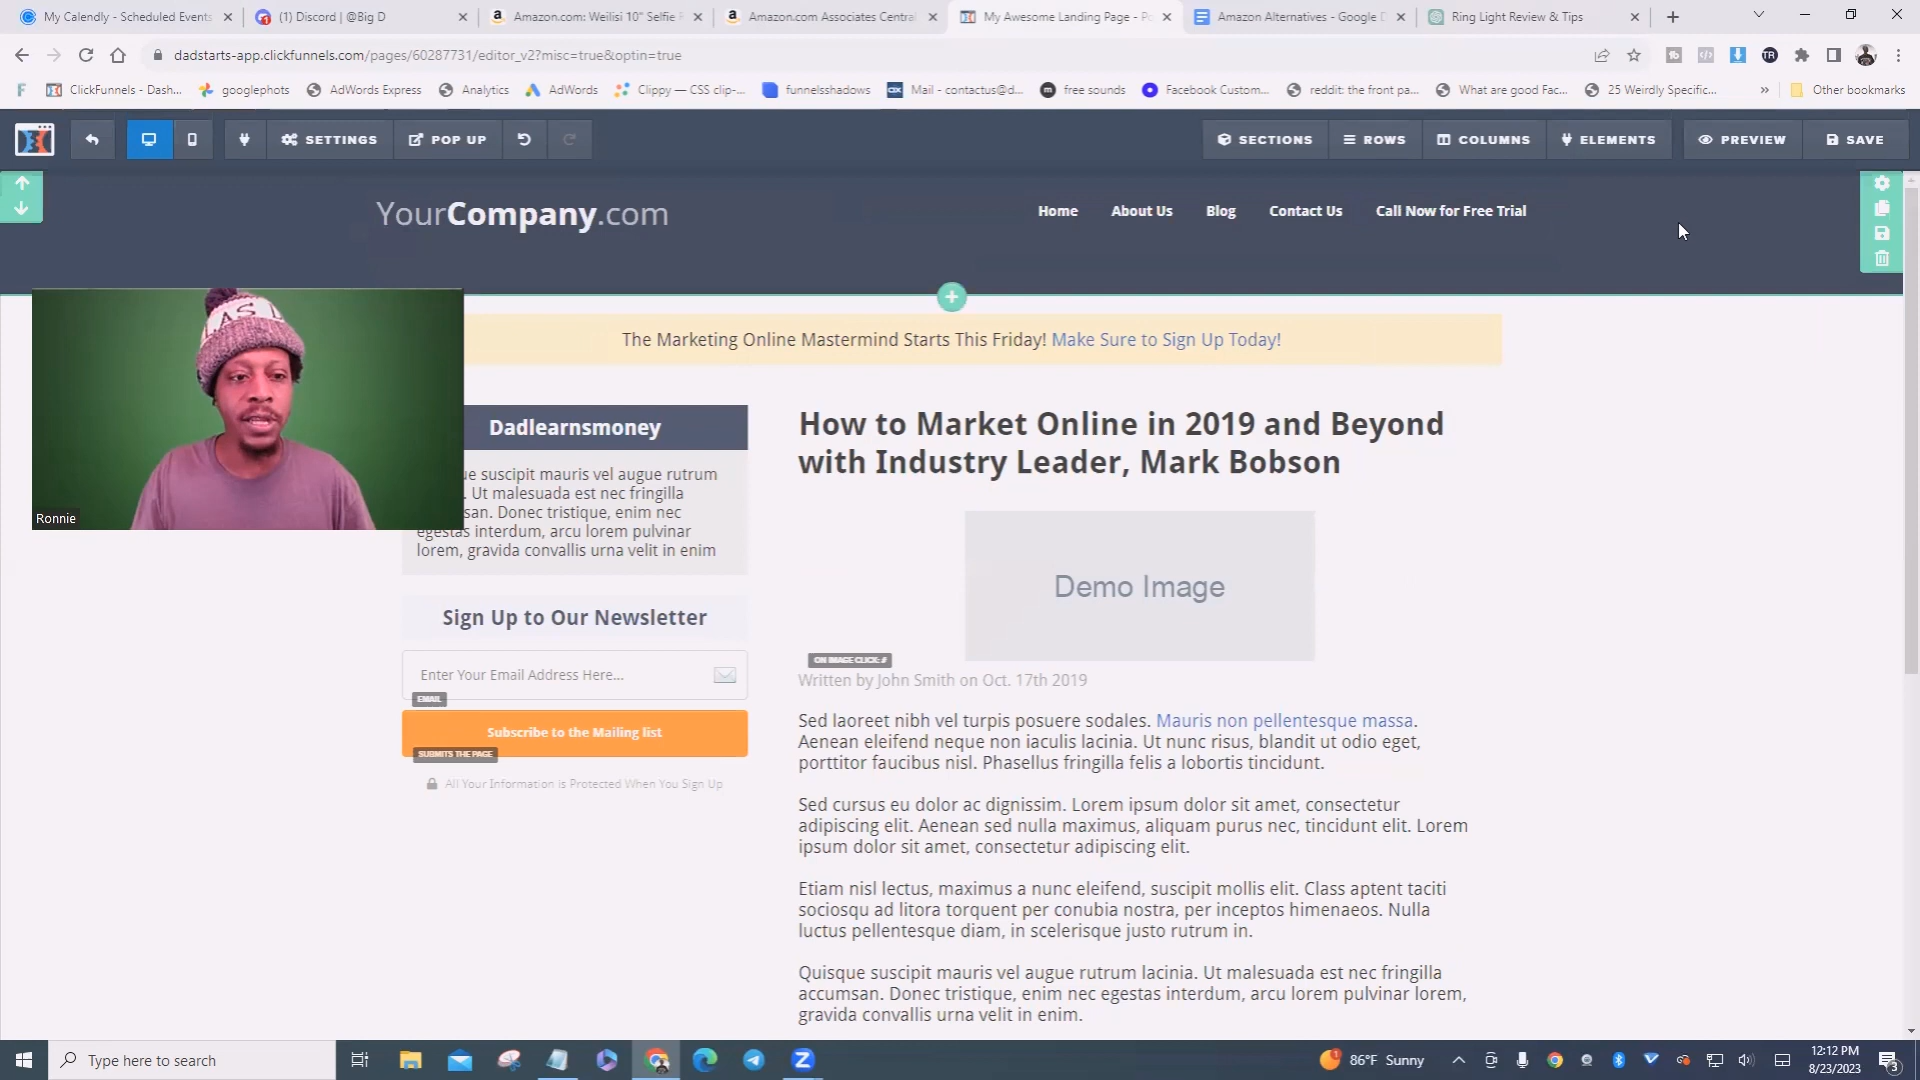 My Calendly - Scheduled Events
(1) Discord | @Big D
Amazon.com: Weilisi 10" Selfie
Amazon.com Associates Central
My Awesome Landing Page - Po
Amazon Alternatives - Google D
Ring Light Review & Tips
dadstarts-app.clickfunnels.com/pages/60287731/editor_v2?misc=true&optin=true
ClickFunnels - Dash...
googlephots
AdWords Express
Analytics
AdWords
Clippy — CSS clip-...
funnelsshadows
Mail - contactus@d...
free sounds
Facebook Custom...
reddit: the front pa...
What are good Fac...
25 Weirdly Specific...
Other bookmarks
SETTINGS
POP UP
SECTIONS
ROWS
COLUMNS
ELEMENTS
PREVIEW
SAVE
YourCompany.com
Home
About Us
Blog
Contact Us
Call Now for Free Trial
The Marketing Online Mastermind Starts This Friday! Make Sure to Sign Up Today!
Ronnie
Dadlearnsmoney
suscipit mauris vel augue rutrum
. Ut malesuada est nec fringilla
san. Donec tristique, enim nec
egestas interdum, arcu lorem pulvinar
lorem, gravida convallis urna velit in enim
Sign Up to Our Newsletter
Enter Your Email Address Here...
EMAIL
Subscribe to the Mailing list
SUBMITS THE PAGE
All Your Information is Protected When You Sign Up
How to Market Online in 2019 and Beyond
with Industry Leader, Mark Bobson
Demo Image
ON IMAGE CLICK: #
Written by John Smith on Oct. 17th 2019
Sed laoreet nibh vel turpis posuere sodales. Mauris non pellentesque massa.
Aenean eleifend neque non iaculis lacinia. Ut nunc risus, blandit ut odio eget,
porttitor faucibus nisl. Phasellus fringilla felis a lobortis tincidunt.
Sed cursus eu dolor ac dignissim. Lorem ipsum dolor sit amet, consectetur
adipiscing elit. Aenean sed nulla maximus, aliquam purus nec, tincidunt elit. Lorem
ipsum dolor sit amet, consectetur adipiscing elit.
Etiam nisl lectus, maximus a nunc eleifend, suscipit mollis elit. Class aptent taciti
sociosqu ad litora torquent per conubia nostra, per inceptos himenaeos. Nulla
luctus pellentesque diam, in scelerisque justo rutrum in.
Quisque suscipit mauris vel augue rutrum lacinia. Ut malesuada est nec fringilla
accumsan. Donec tristique, enim nec egestas interdum, arcu lorem pulvinar lorem,
gravida convallis urna velit in enim.
Type here to search
86°F Sunny
12:12 PM
8/23/2023
3